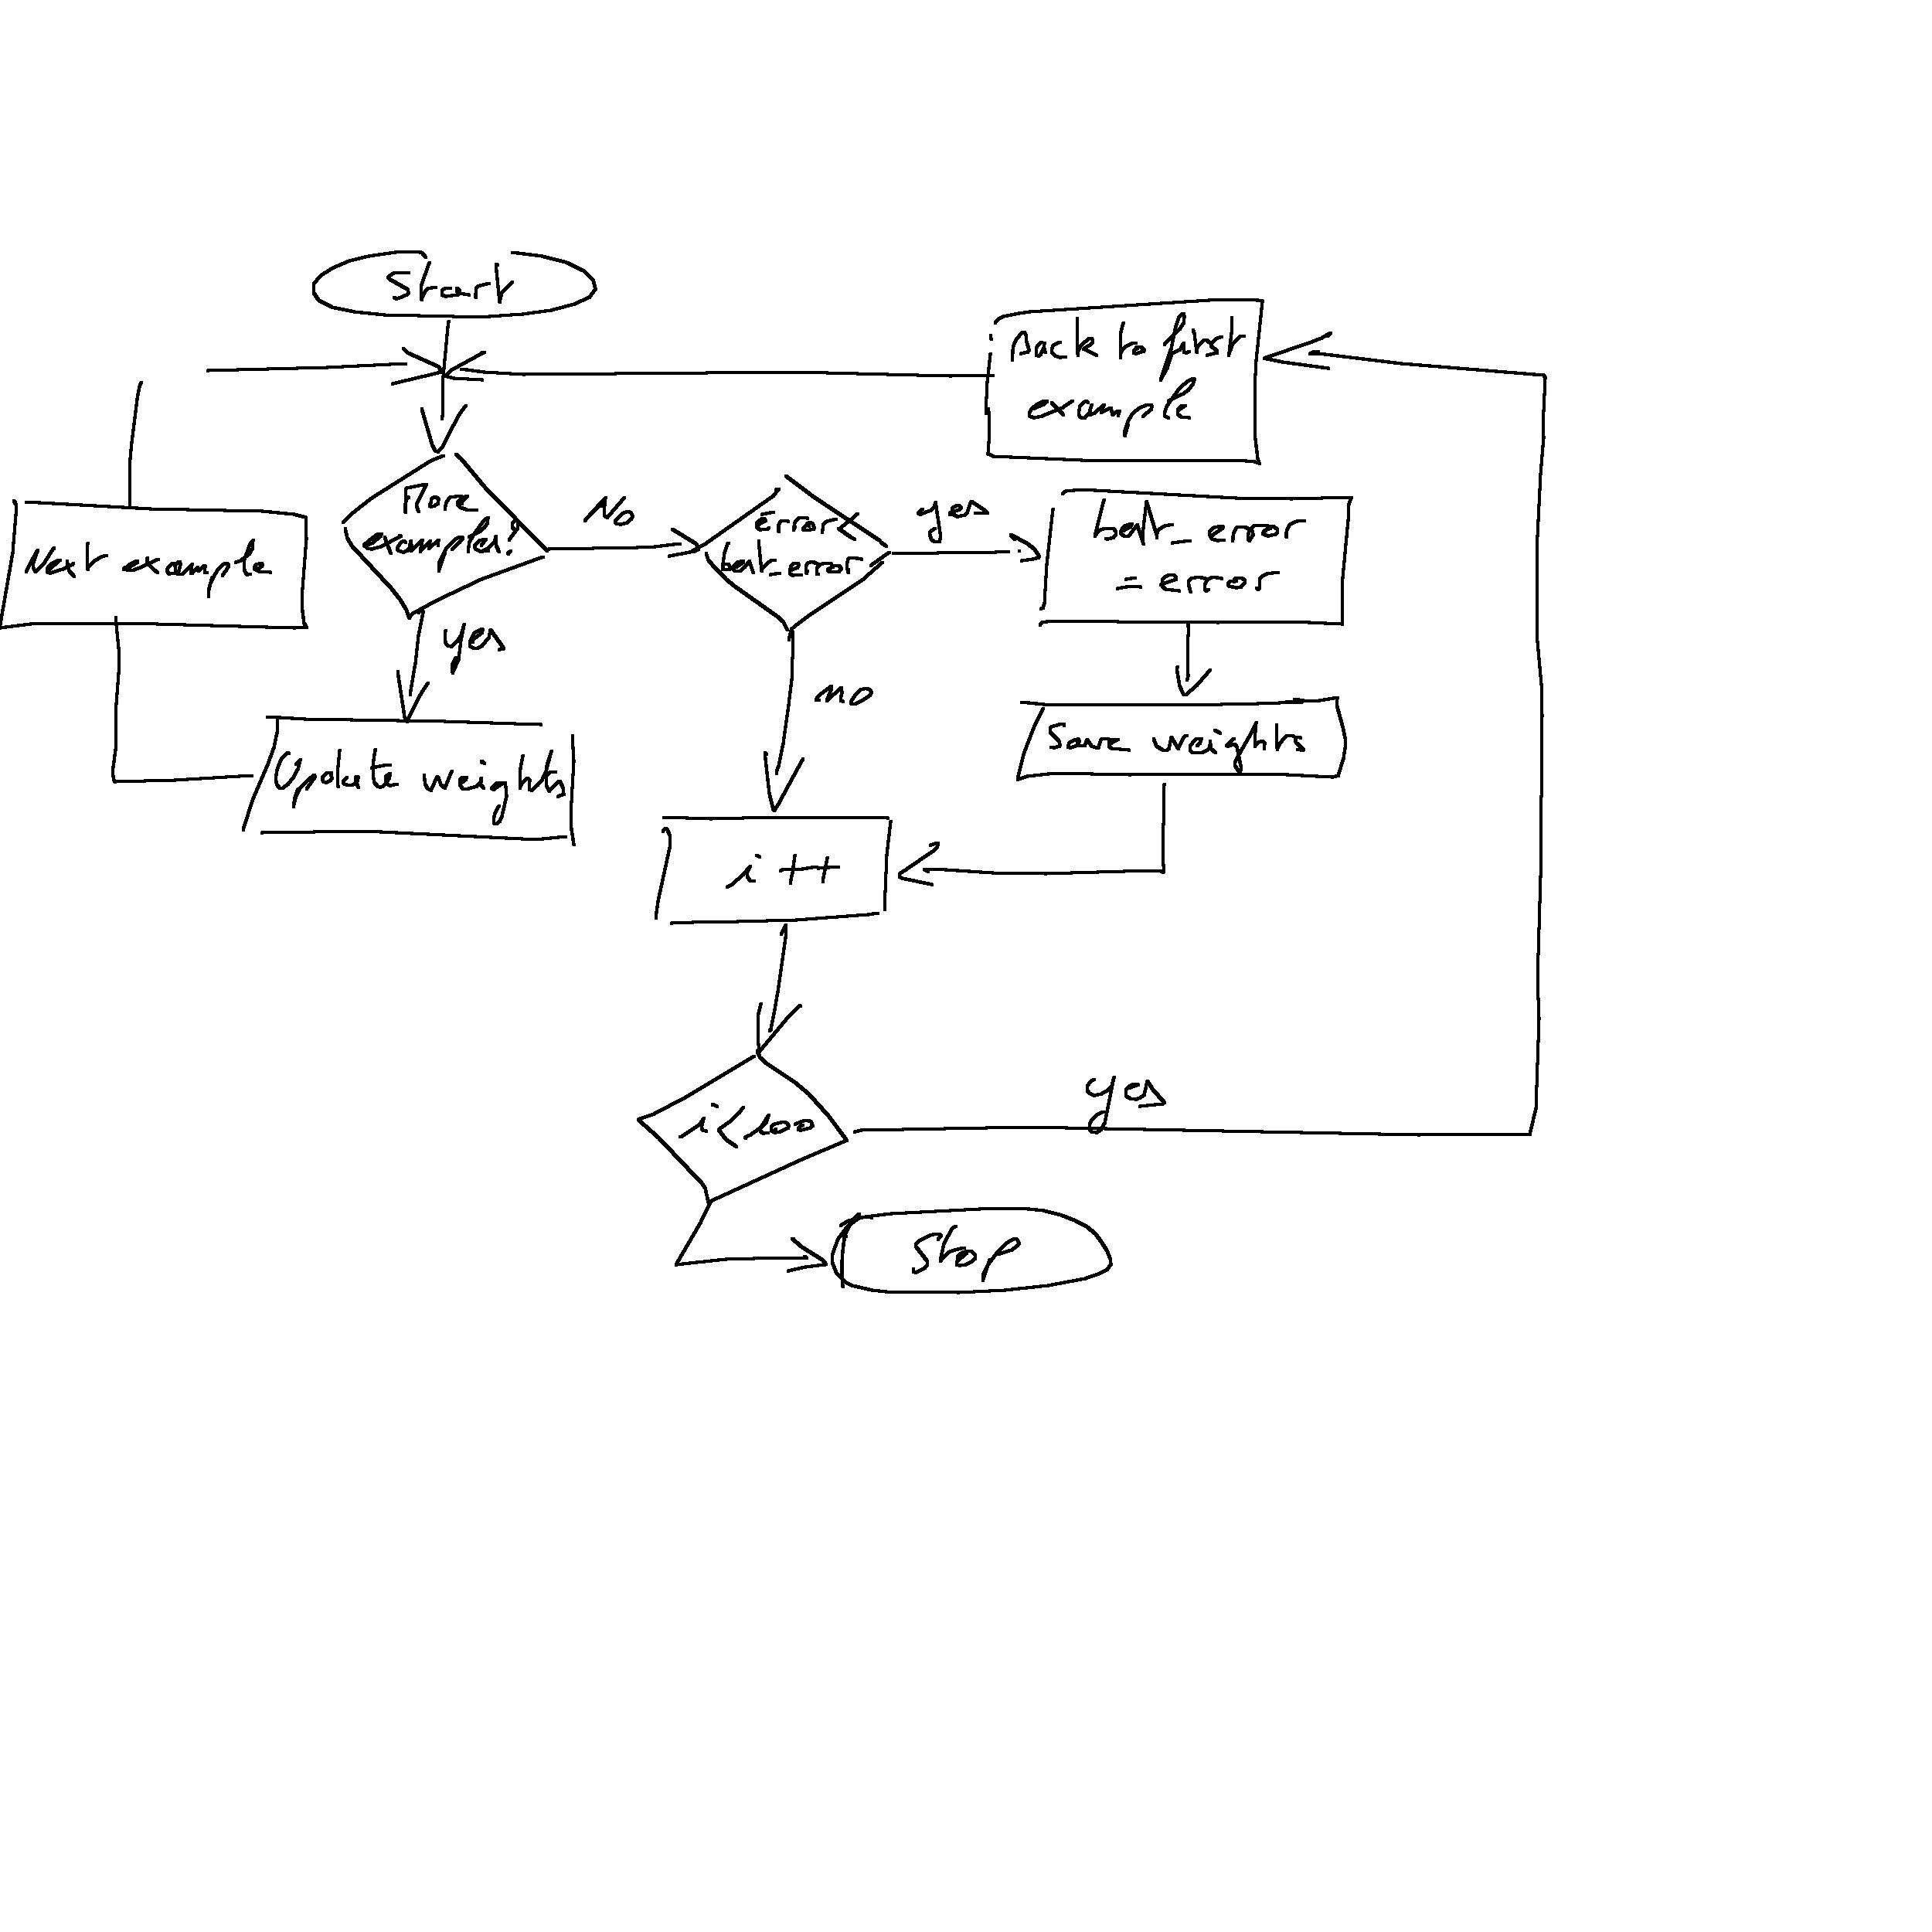 Start
Back to first
example
More
examples?
No
error<
best_error
yes
best_error
= error
Next example
yes
no
Update weights
Save weights
i++
i<100
yes
Stop